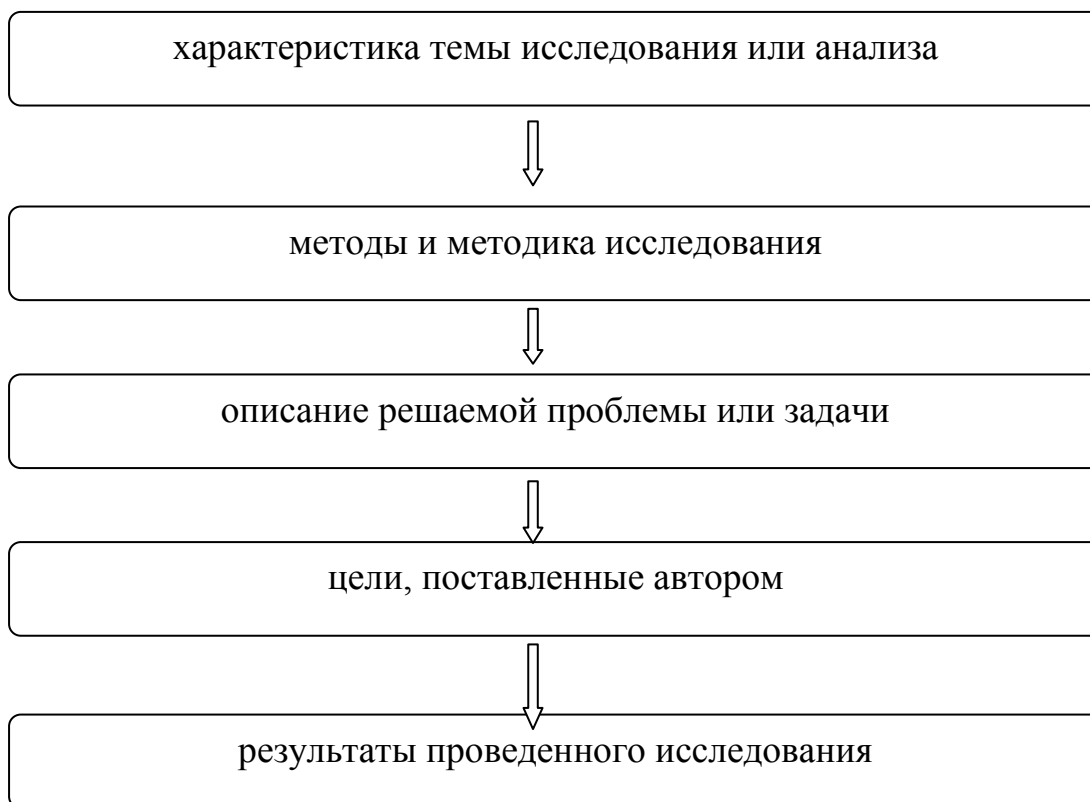 характеристика темы исследования или анализа
методы и методика исследования
описание решаемой проблемы или задачи
цели, поставленные автором
результаты проведенного исследования